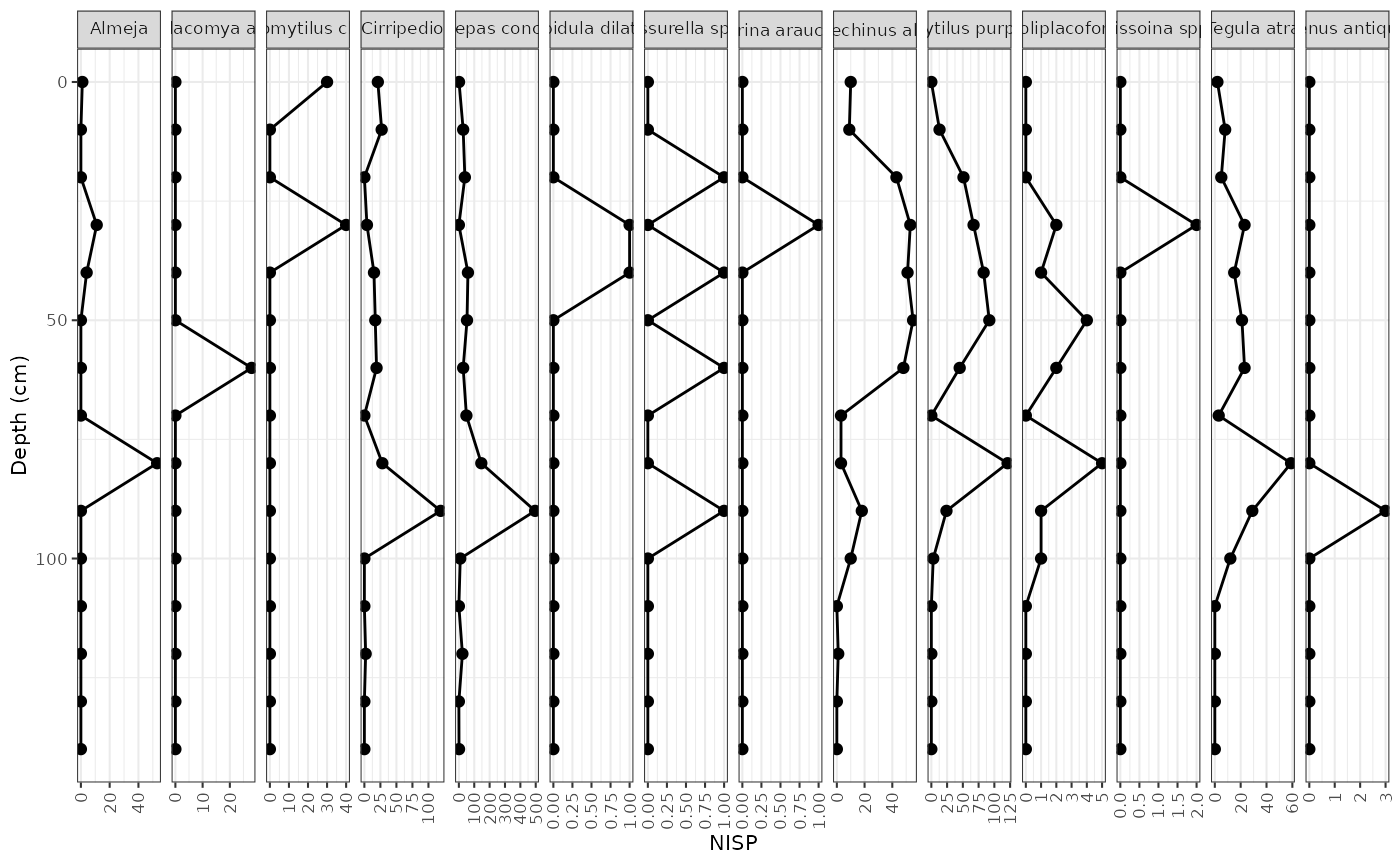 Almeja lacomya a omytilus c Cirripedio epas conc pidula dilat ssurella sp rina arauc echinus al ytilus purp oliplacofor issoina sp Tegula atra enus antiqu
0
50
100
Depth (cm)
0 20 40 0 10 20 0 10 20 30 40 0 25 50 75 100 0 100 200 300 400 500 0.00 0.25 0.50 0.75 1.00 0.00 0.25 0.50 0.75 1.00 0.00 0.25 0.50 0.75 1.00 0 20 40 0 25 50 75 100 125 0 1 2 3 4 5 0.0 0.5 1.0 1.5 2.0 0 20 40 60 0 1 2 3
NISP